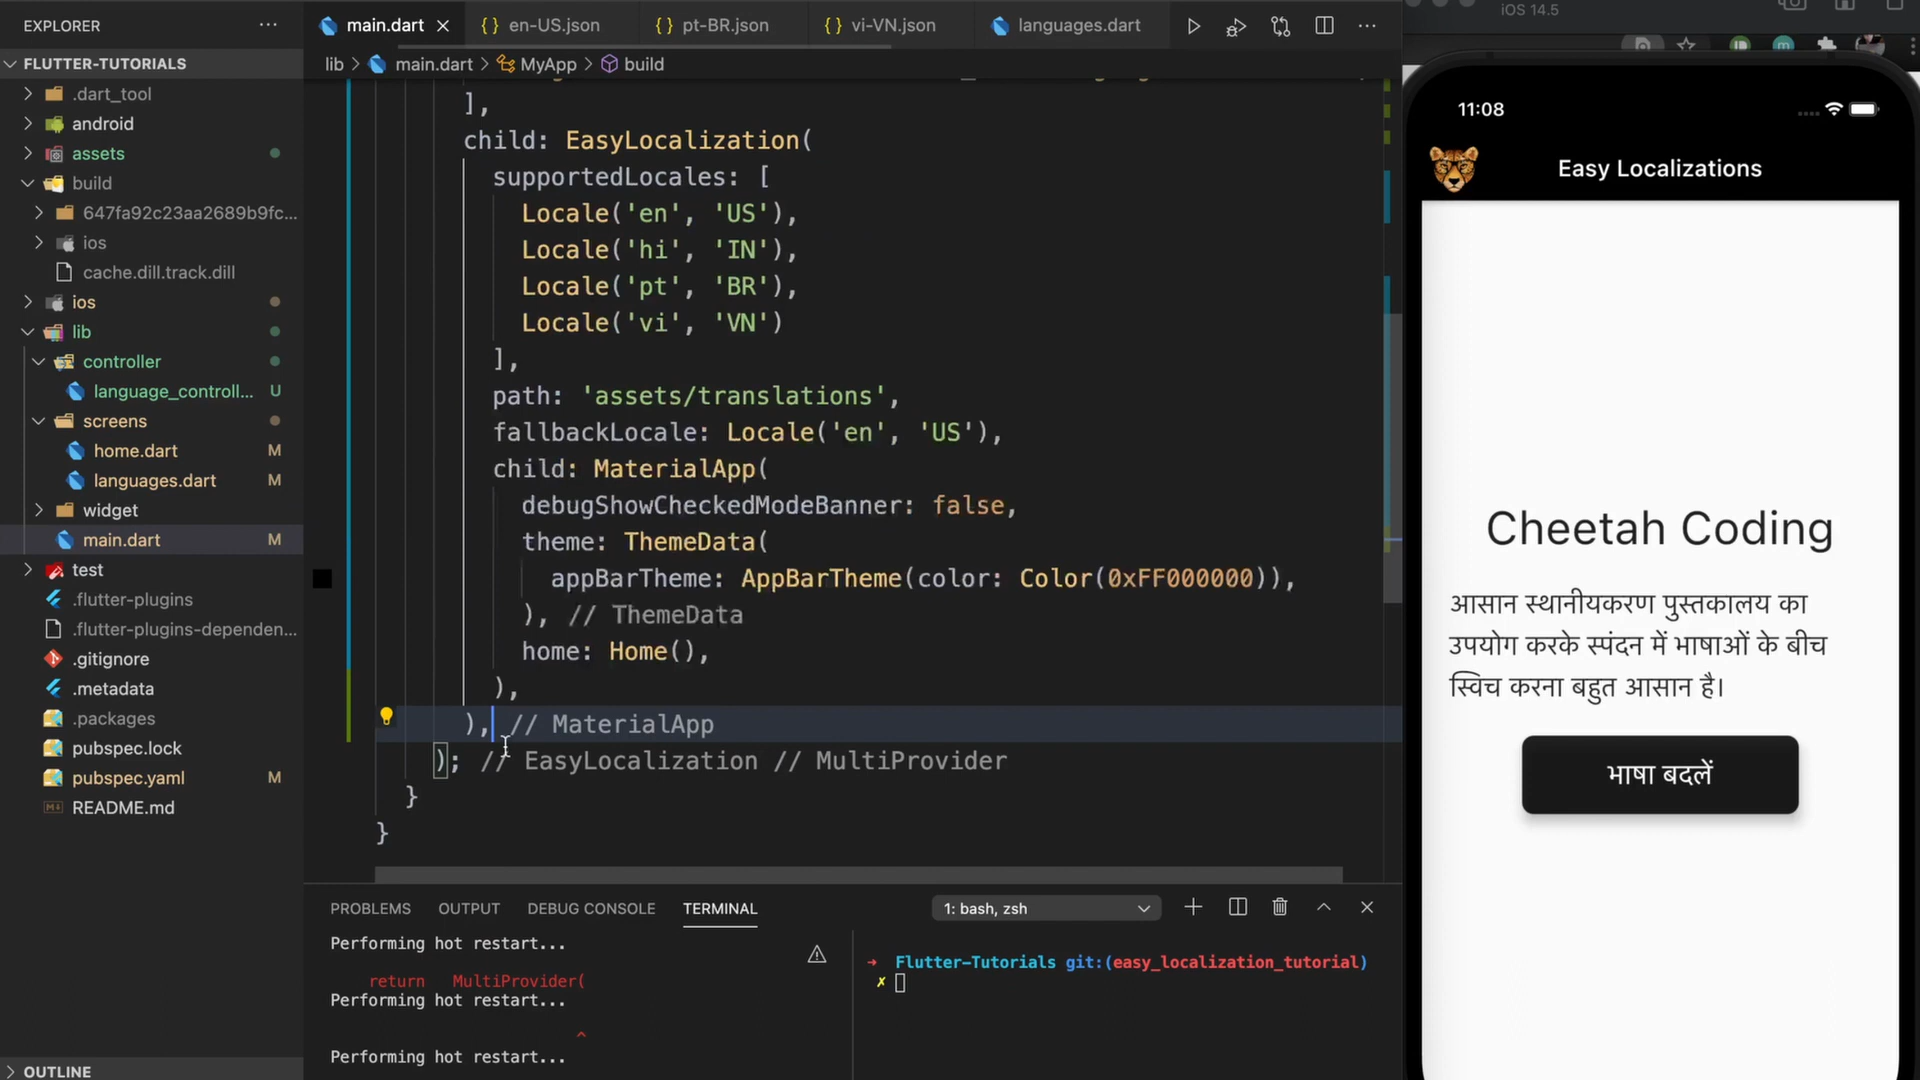 EXPLORER
FLUTTER-TUTORIALS
.dart_tool
android
assets
build
647fa92c23aa2689b9fc...
ios
cache.dill.track.dill
ios
lib
controller
language_controll... U
screens
home.dart M
languages.dart M
widget
main.dart M
test
.flutter-plugins
.flutter-plugins-dependen...
.gitignore
.metadata
.packages
pubspec.lock
pubspec.yaml M
README.md
OUTLINE
main.dart
en-US.json
pt-BR.json
vi-VN.json
languages.dart
lib > main.dart > MyApp > build
],
child: EasyLocalization(
supportedLocales: [
Locale('en', 'US'),
Locale('hi', 'IN'),
Locale('pt', 'BR'),
Locale('vi', 'VN')
],
path: 'assets/translations',
fallbackLocale: Locale('en', 'US'),
child: MaterialApp(
debugShowCheckedModeBanner: false,
theme: ThemeData(
appBarTheme: AppBarTheme(color: Color(0xFF000000)),
), // ThemeData
home: Home(),
),
), // MaterialApp
); // EasyLocalization // MultiProvider
}
}
PROBLEMS OUTPUT DEBUG CONSOLE TERMINAL
1: bash, zsh
Performing hot restart...
return MultiProvider(
Performing hot restart...
^
Performing hot restart...
➜ Flutter-Tutorials git:(easy_localization_tutorial)
✗
iOS 14.5
11:08
Easy Localizations
Cheetah Coding
आसान स्थानीयकरण पुस्तकालय का
उपयोग करके स्पंदन में भाषाओं के बीच
स्विच करना बहुत आसान है।
भाषा बदलें